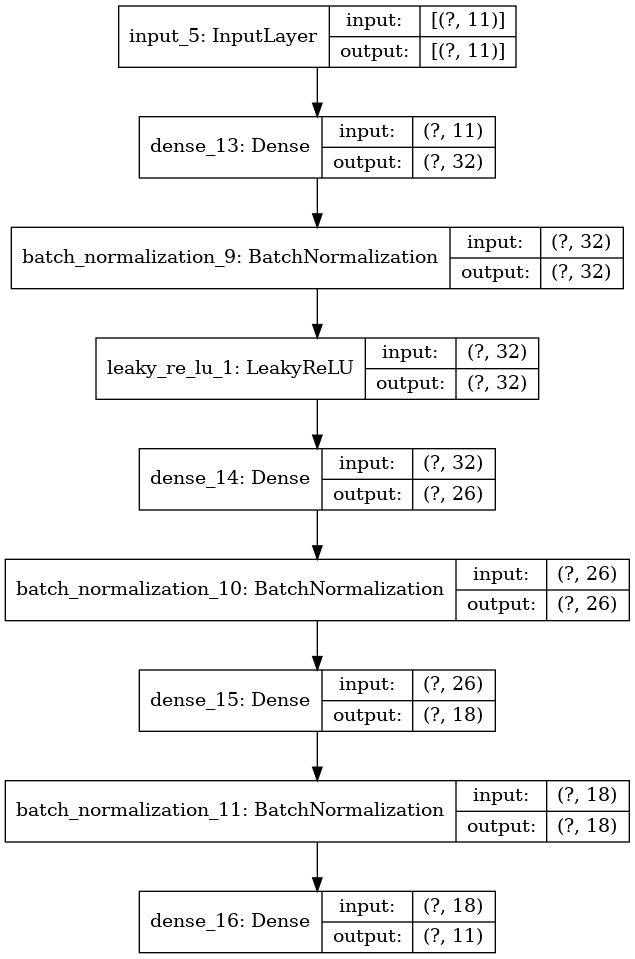 input_5: InputLayer
input:
[(?, 11)]
output:
[(?, 11)]
dense_13: Dense
input:
(?, 11)
output:
(?, 32)
batch_normalization_9: BatchNormalization
input:
(?, 32)
output:
(?, 32)
leaky_re_lu_1: LeakyReLU
input:
(?, 32)
output:
(?, 32)
dense_14: Dense
input:
(?, 32)
output:
(?, 26)
batch_normalization_10: BatchNormalization
input:
(?, 26)
output:
(?, 26)
dense_15: Dense
input:
(?, 26)
output:
(?, 18)
batch_normalization_11: BatchNormalization
input:
(?, 18)
output:
(?, 18)
dense_16: Dense
input:
(?, 18)
output:
(?, 11)